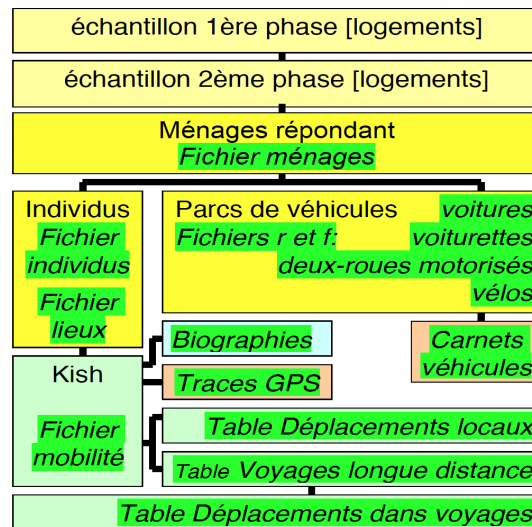 échantillon 1ère phase [logements]
échantillon 2ème phase [logements]
Ménages répondant
Fichier ménages
Individus
Fichier
individus
Fichier
lieux
Parcs de véhicules voitures
Fichiers r et f: voiturettes
deux-roues motorisés
vélos
Biographies
Traces GPS
Carnets
véhicules
Kish
Fichier
mobilité
Table Déplacements locaux
Table Voyages longue distance
Table Déplacements dans voyages